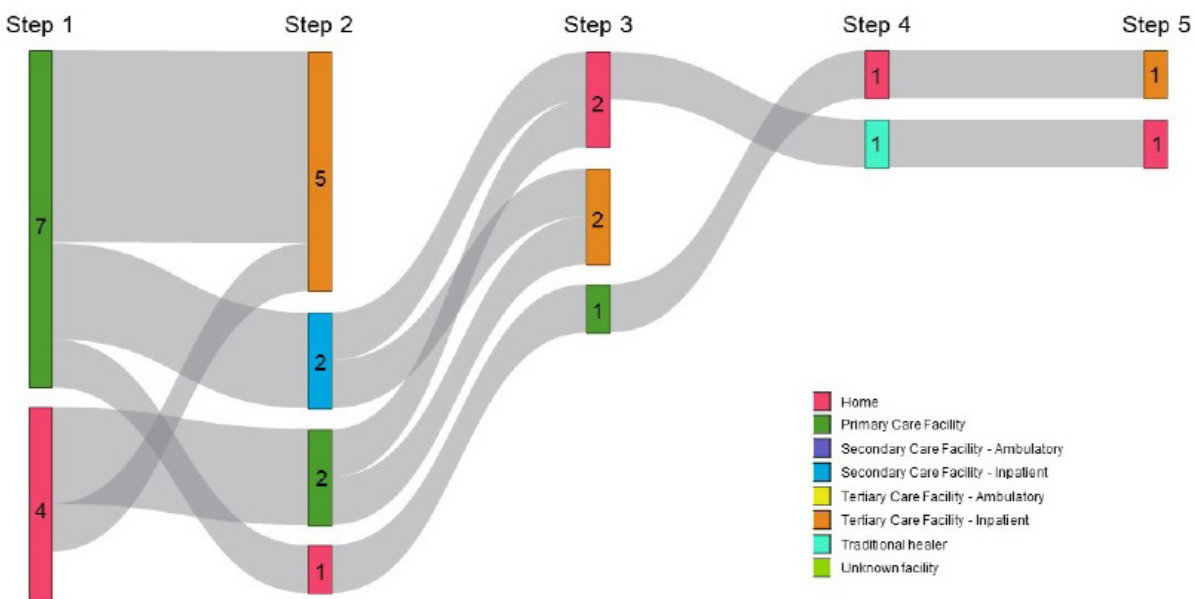 Step 1 Step 2 Step 3 Step 4 Step 5
7
4
5
2
2
1
2
2
1
1
1
1
1
Home
Primary Care Facility
Secondary Care Facility - Ambulatory
Secondary Care Facility - Inpatient
Tertiary Care Facility - Ambulatory
Tertiary Care Facility - Inpatient
Traditional healer
Unknown facility